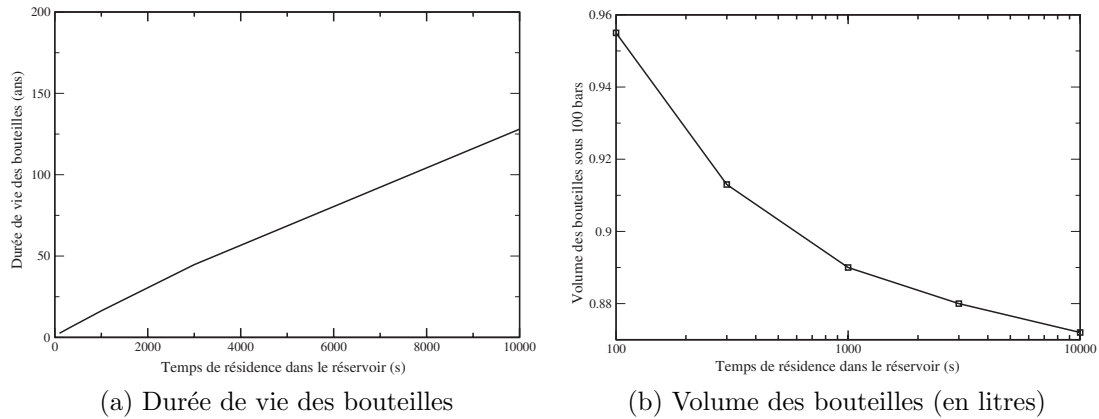 200
150
100
50
0
Durée de vie des bouteilles (ans)
0 2000 4000 6000 8000 10000
Temps de résidence dans le réservoir (s)
(a) Durée de vie des bouteilles
0.96
0.94
0.92
0.9
0.88
Volume des bouteilles sous 100 bars
100 1000 10000
Temps de résidence dans le réservoir (s)
(b) Volume des bouteilles (en litres)